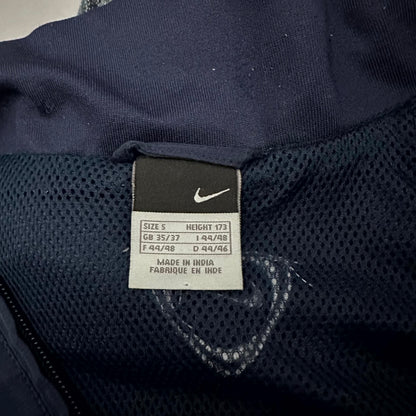 SIZE S HEIGHT 173
GB 35/37 I 44/48
F 44/48 D 44/46
MADE IN INDIA
FABRIQUE EN INDE